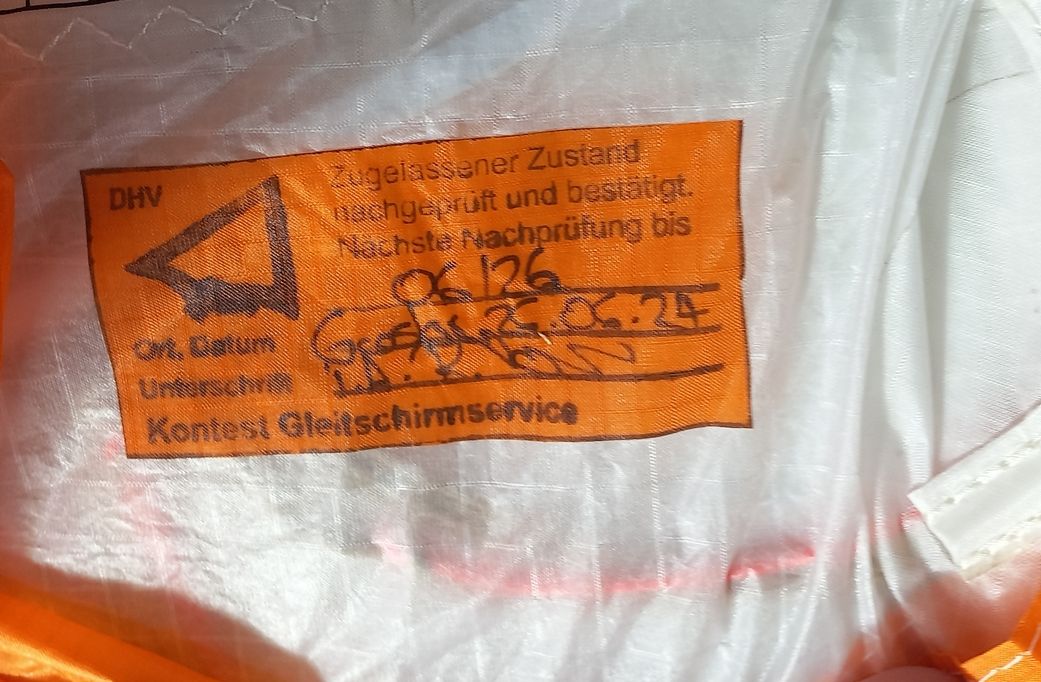 DHV
Zugelassener Zustand
nachgeprüft und bestätigt.
Nächste Nachprüfung bis
06/26
Ort, Datum
25.06.24
Unterschrift
Kontest Gleitschirmservice